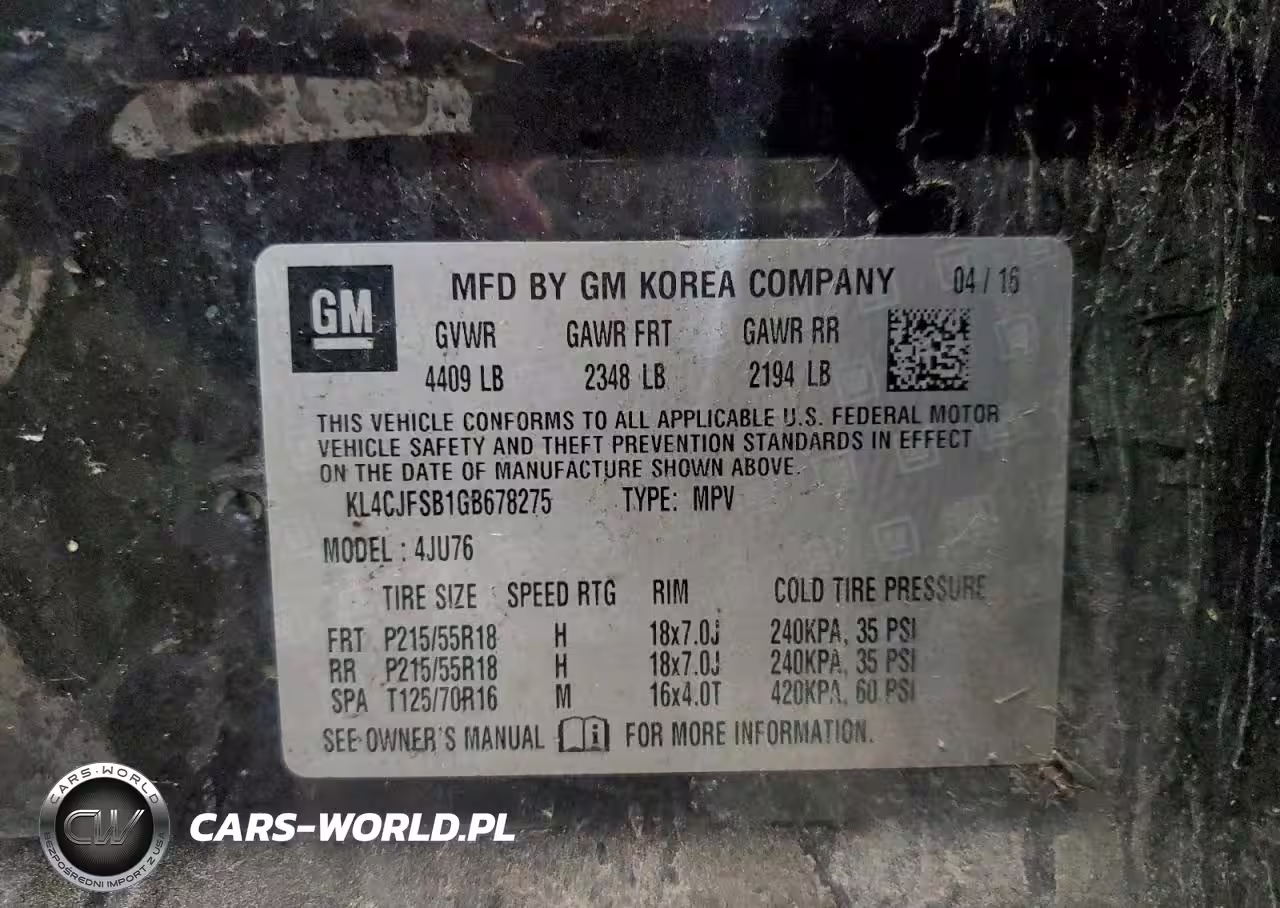 GM
MFD BY GM KOREA COMPANY 04 / 16
GVWR GAWR FRT GAWR RR
4409 LB 2348 LB 2194 LB
THIS VEHICLE CONFORMS TO ALL APPLICABLE U.S. FEDERAL MOTOR
VEHICLE SAFETY AND THEFT PREVENTION STANDARDS IN EFFECT
ON THE DATE OF MANUFACTURE SHOWN ABOVE.
KL4CJFSB1GB678275 TYPE: MPV
MODEL : 4JU76
TIRE SIZE SPEED RTG RIM COLD TIRE PRESSURE
FRT P215/55R18 H 18x7.0J 240KPA, 35 PSI
RR P215/55R18 H 18x7.0J 240KPA, 35 PSI
SPA T125/70R16 M 16x4.0T 420KPA, 60 PSI
SEE OWNER'S MANUAL i FOR MORE INFORMATION.
CARS-WORLD
CW
BEZPOŚREDNI IMPORT Z USA
CARS-WORLD.PL